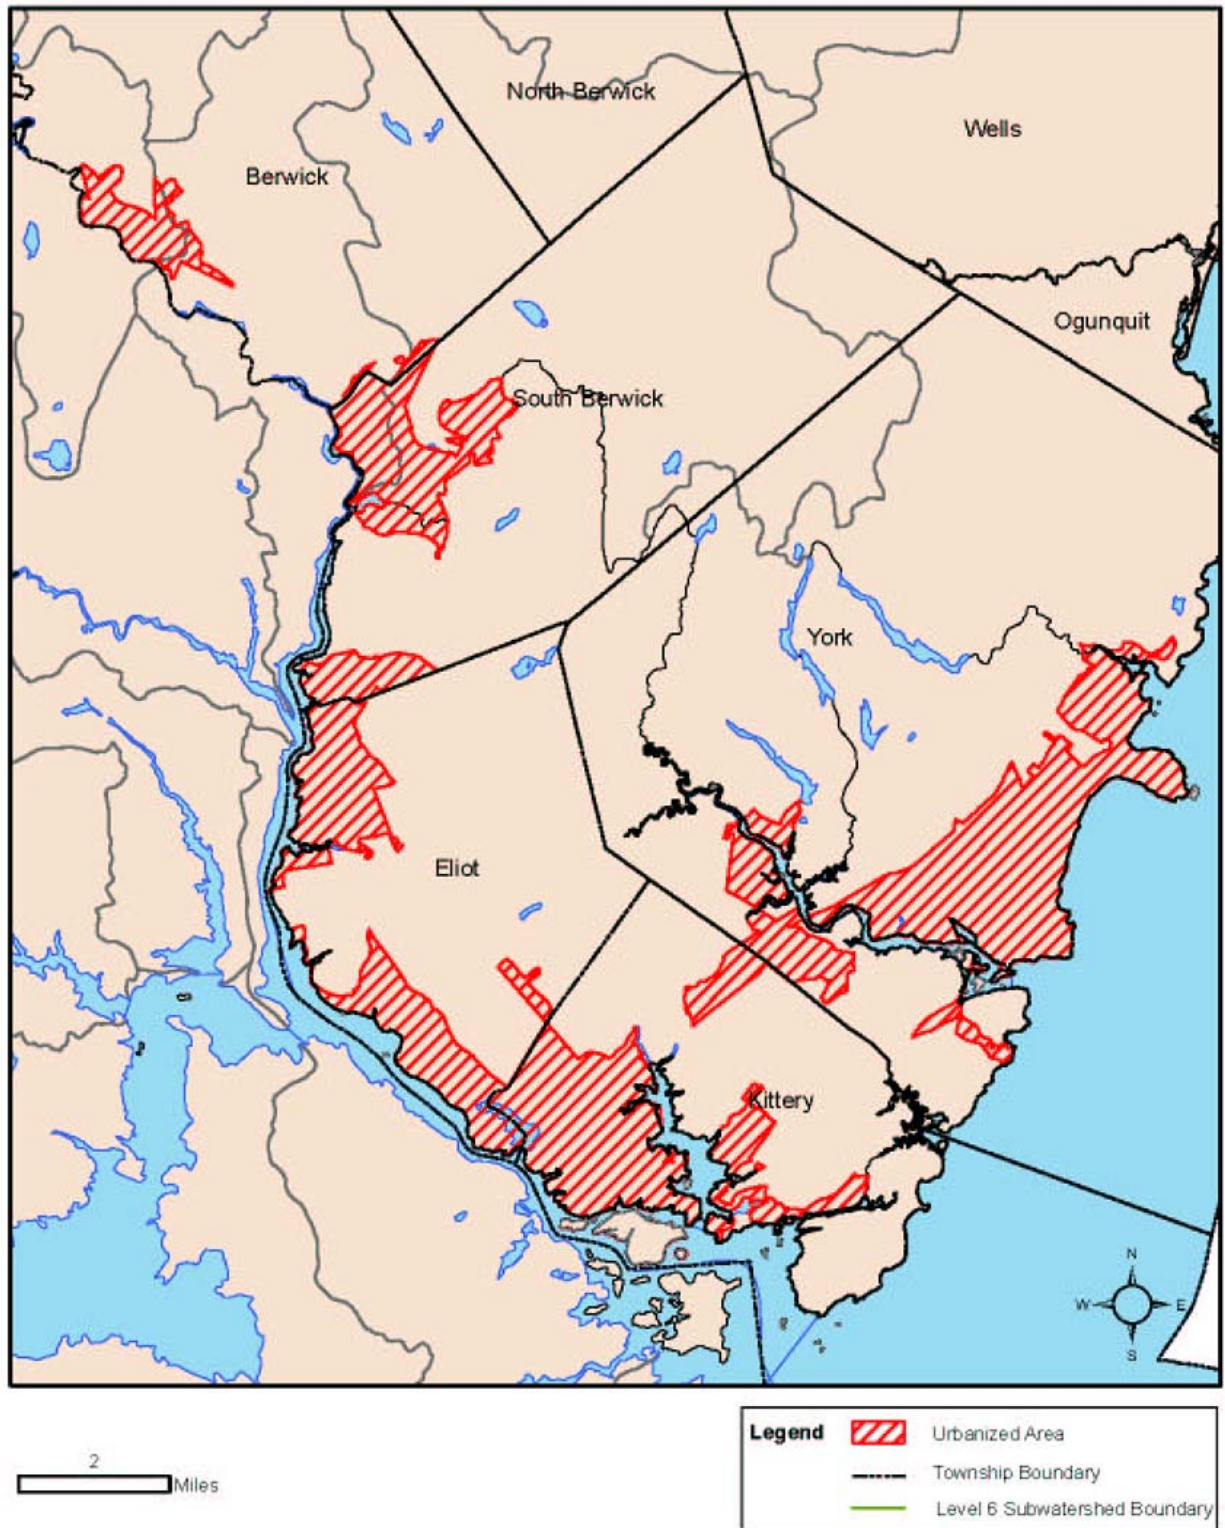 North Berwick
Wells
Berwick
Ogunquit
South Berwick
York
Eliot
Kittery
N
W E
S
2
Miles
Legend
Urbanized Area
Township Boundary
Level 6 Subwatershed Boundary